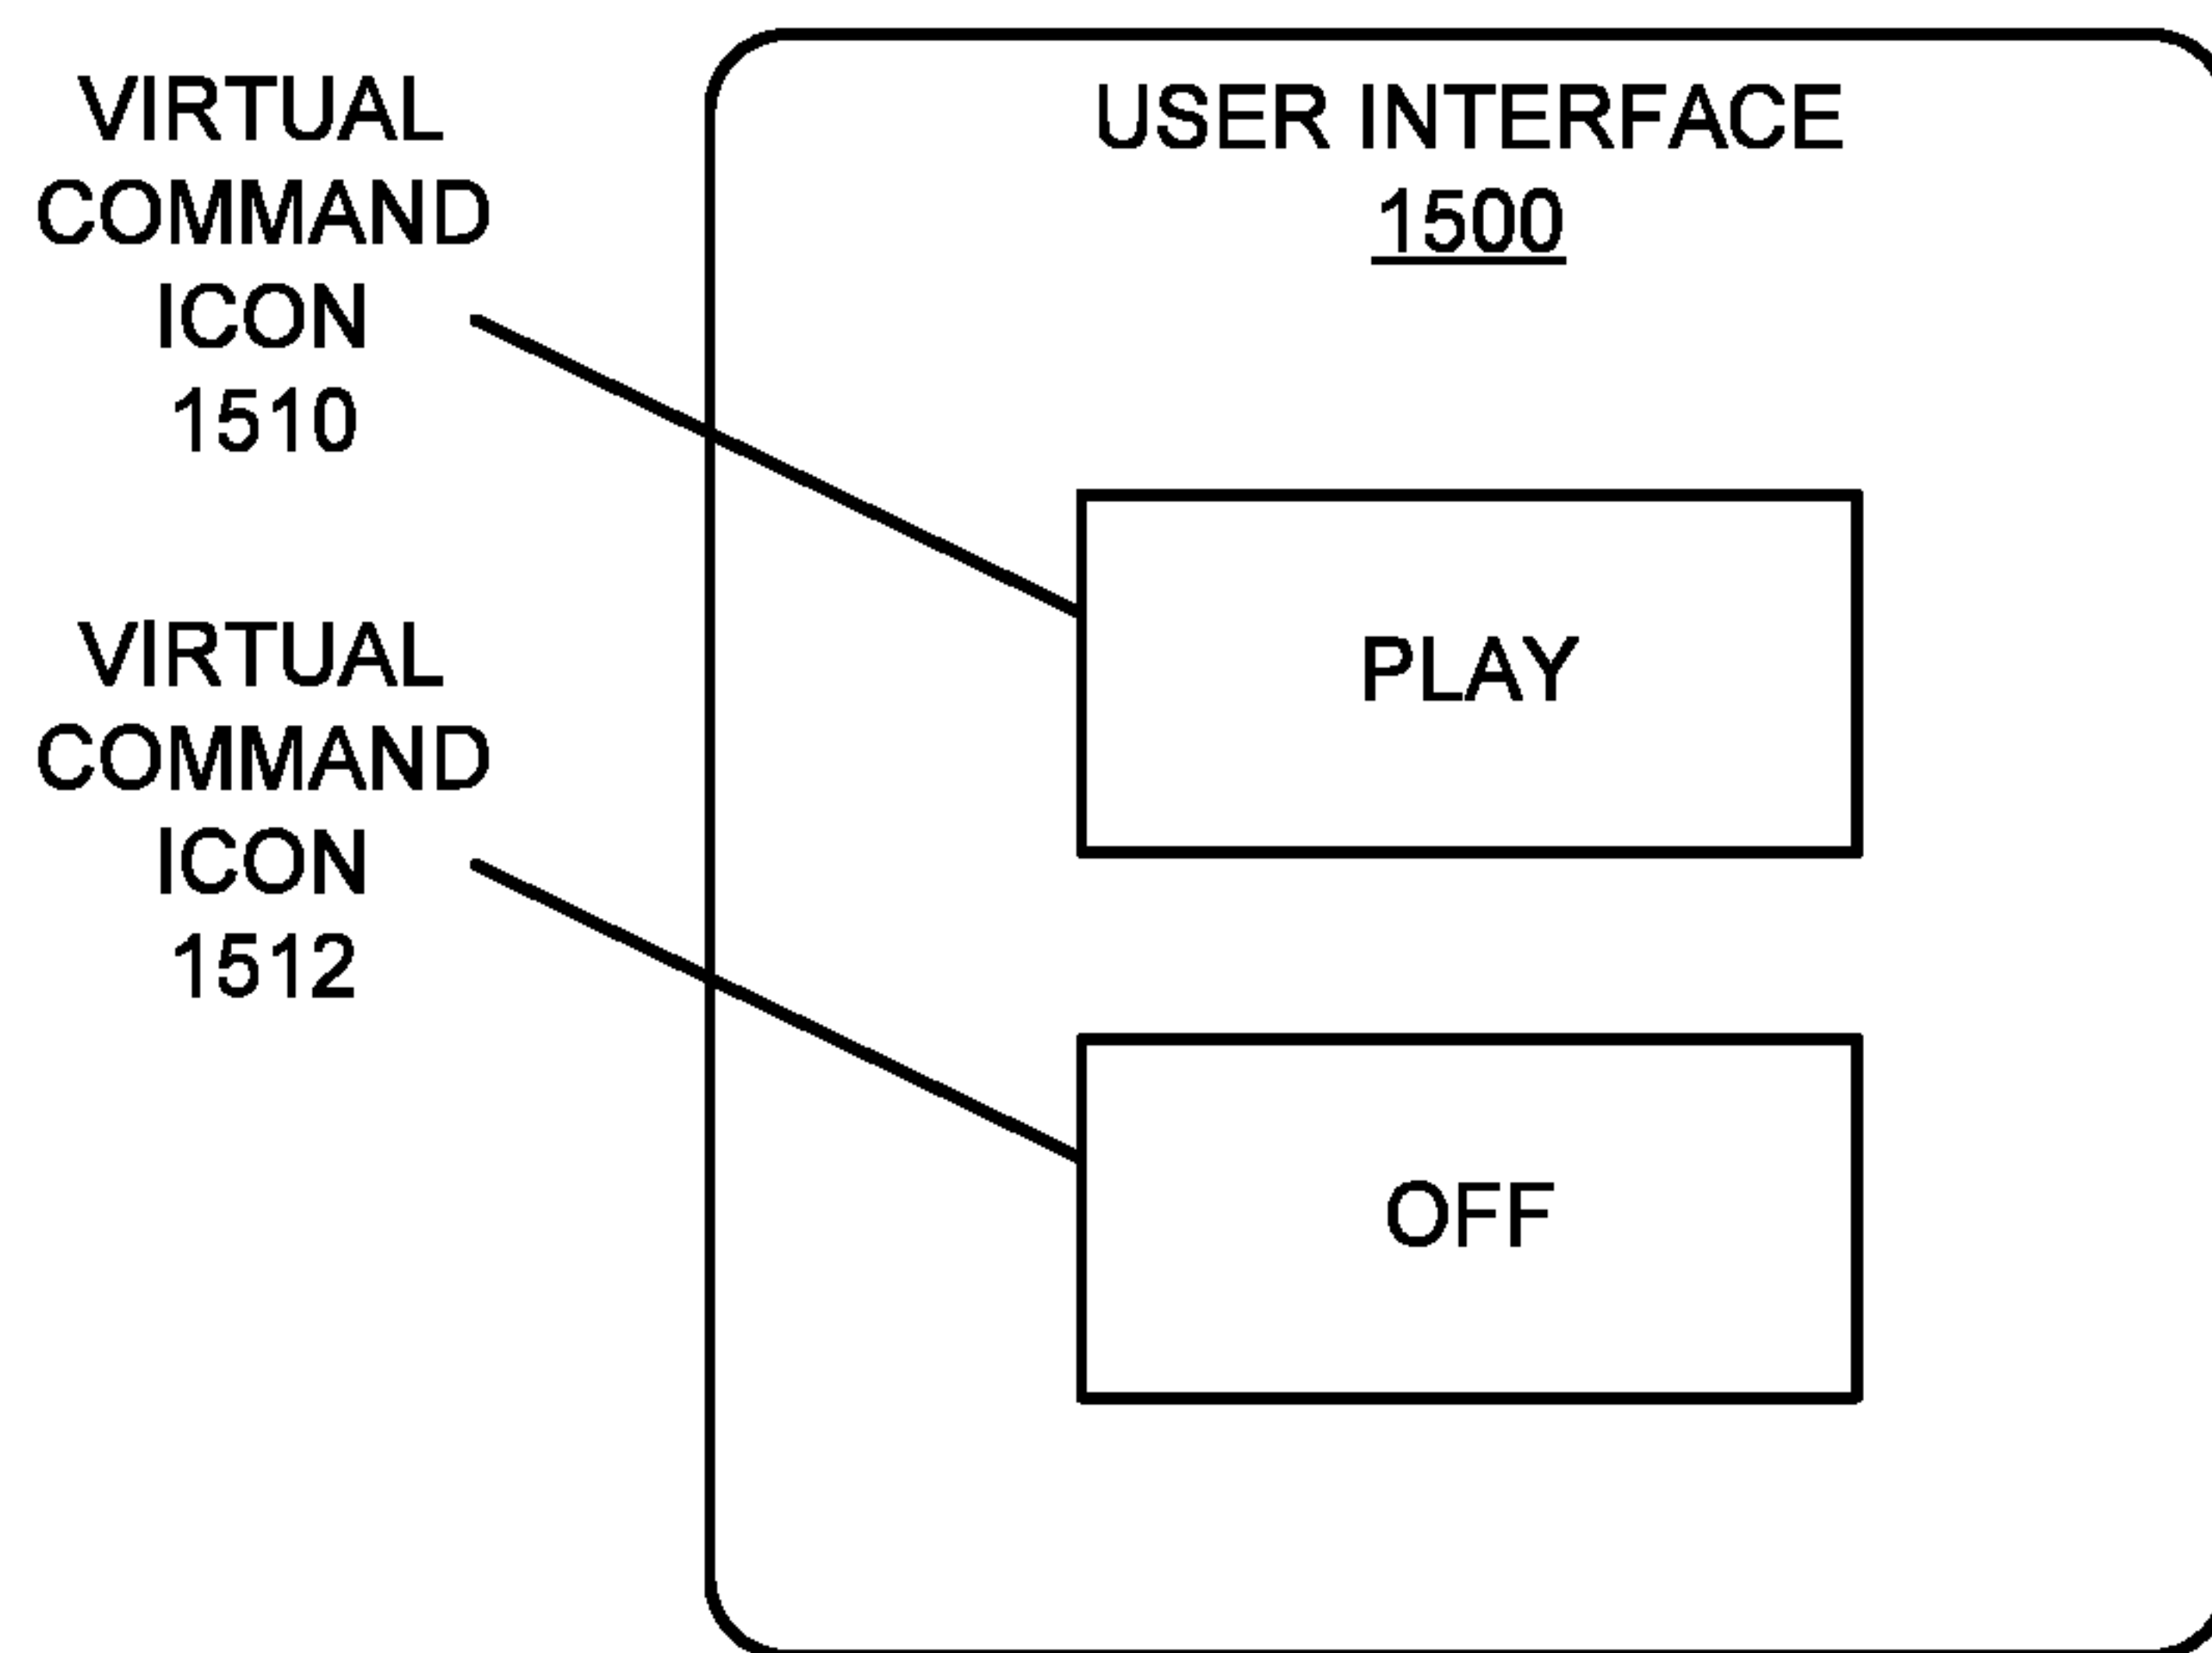 VIRTUAL
COMMAND
ICON
1510
VIRTUAL
COMMAND
ICON
1512
USER INTERFACE
1500
PLAY
OFF